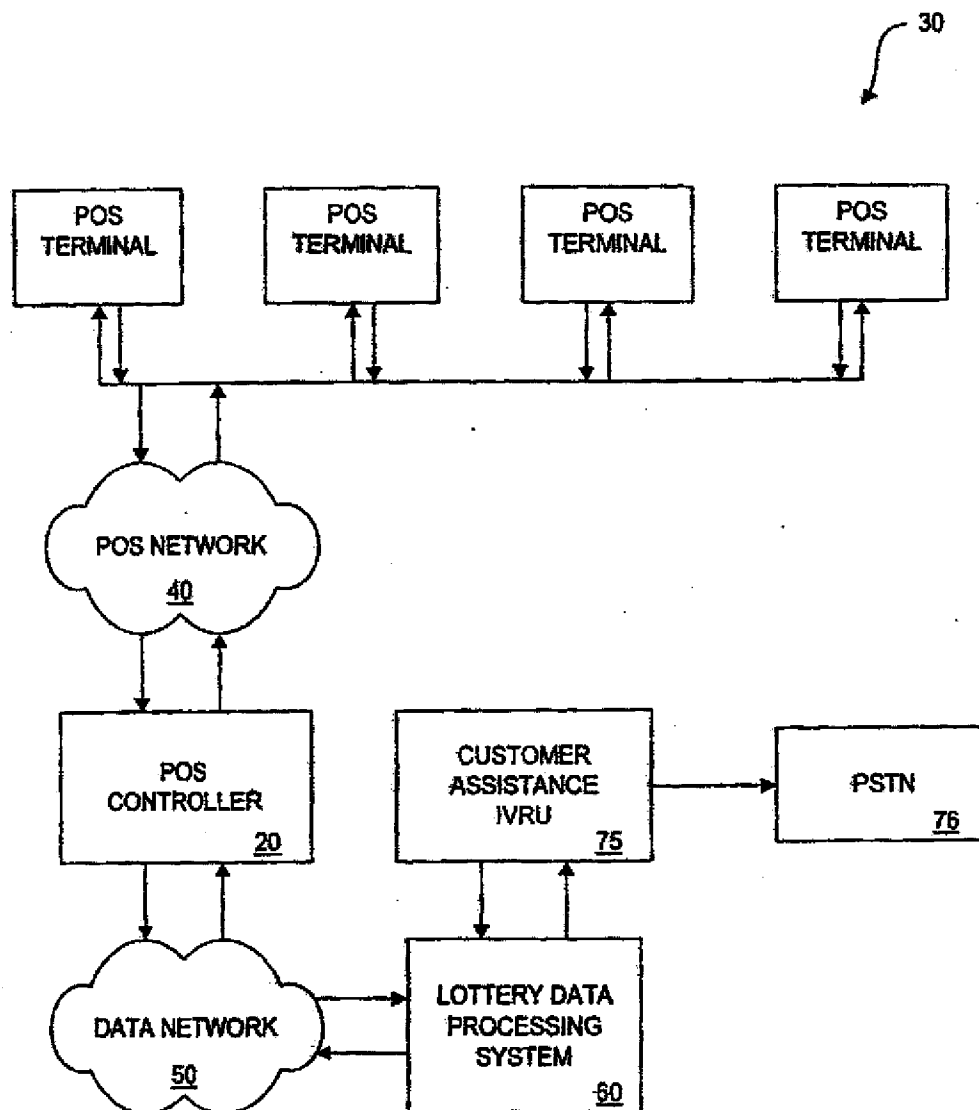 30
POS
TERMINAL
POS
TERMINAL
POS
TERMINAL
POS
TERMINAL
POS NETWORK
40
POS
CONTROLLER
20
CUSTOMER
ASSISTANCE
IVRU
75
PSTN
76
DATA NETWORK
50
LOTTERY DATA
PROCESSING
SYSTEM
60